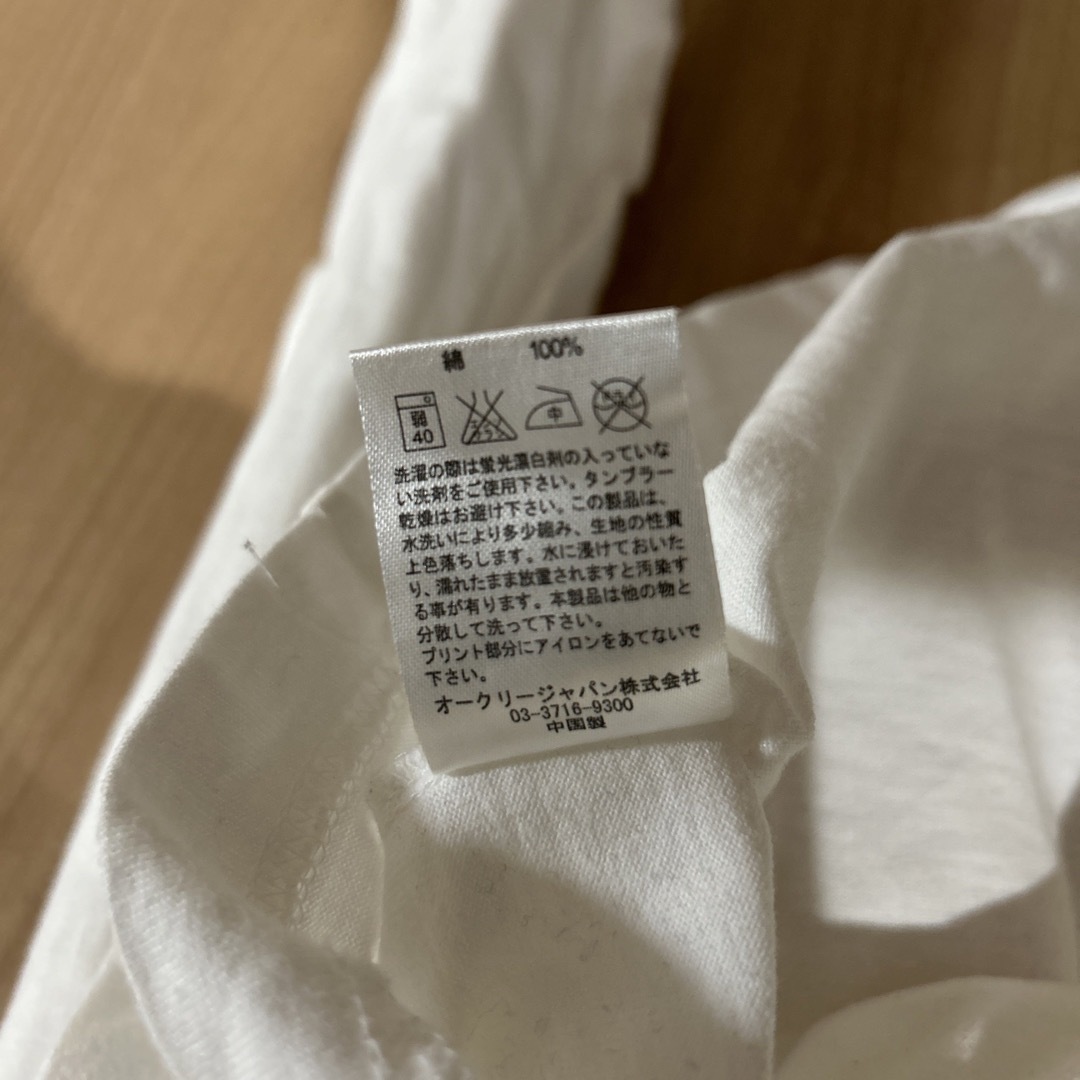 綿 100%
弱 40 エンソサラシ 中
洗濯の際は蛍光漂白剤の入っていな
い洗剤をご使用下さい。タンブラー
乾燥はお避け下さい。この製品は、
水洗いにより多少縮み、生地の性質
上色落ちします。水に浸けておいた
り、濡れたまま放置されますと汚染す
る事が有ります。本製品は他の物と
分散して洗って下さい。
プリント部分にアイロンをあてないで
下さい。
オークリージャパン株式会社
03-3716-9300
中国製